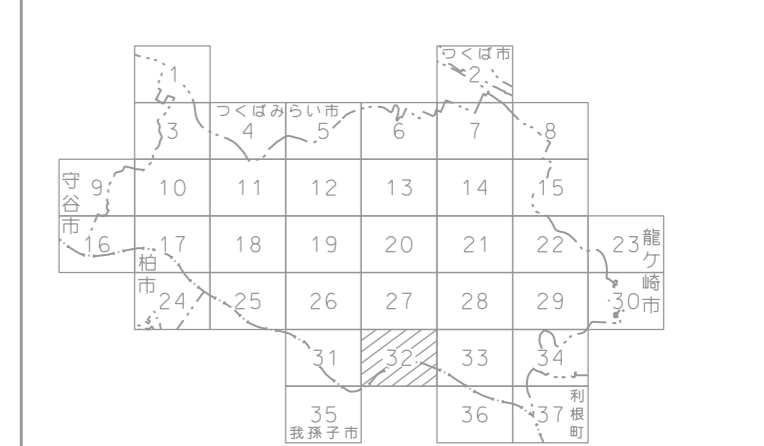 つくば市
1 2
つくばみらい市
3 4 5 6 7 8
守谷市
9 10 11 12 13 14 15
16 17 18 19 20 21 22 23
龍ケ崎市
柏市
24 25 26 27 28 29 30
31 32 33 34
35 36 37
我孫子市
利根町